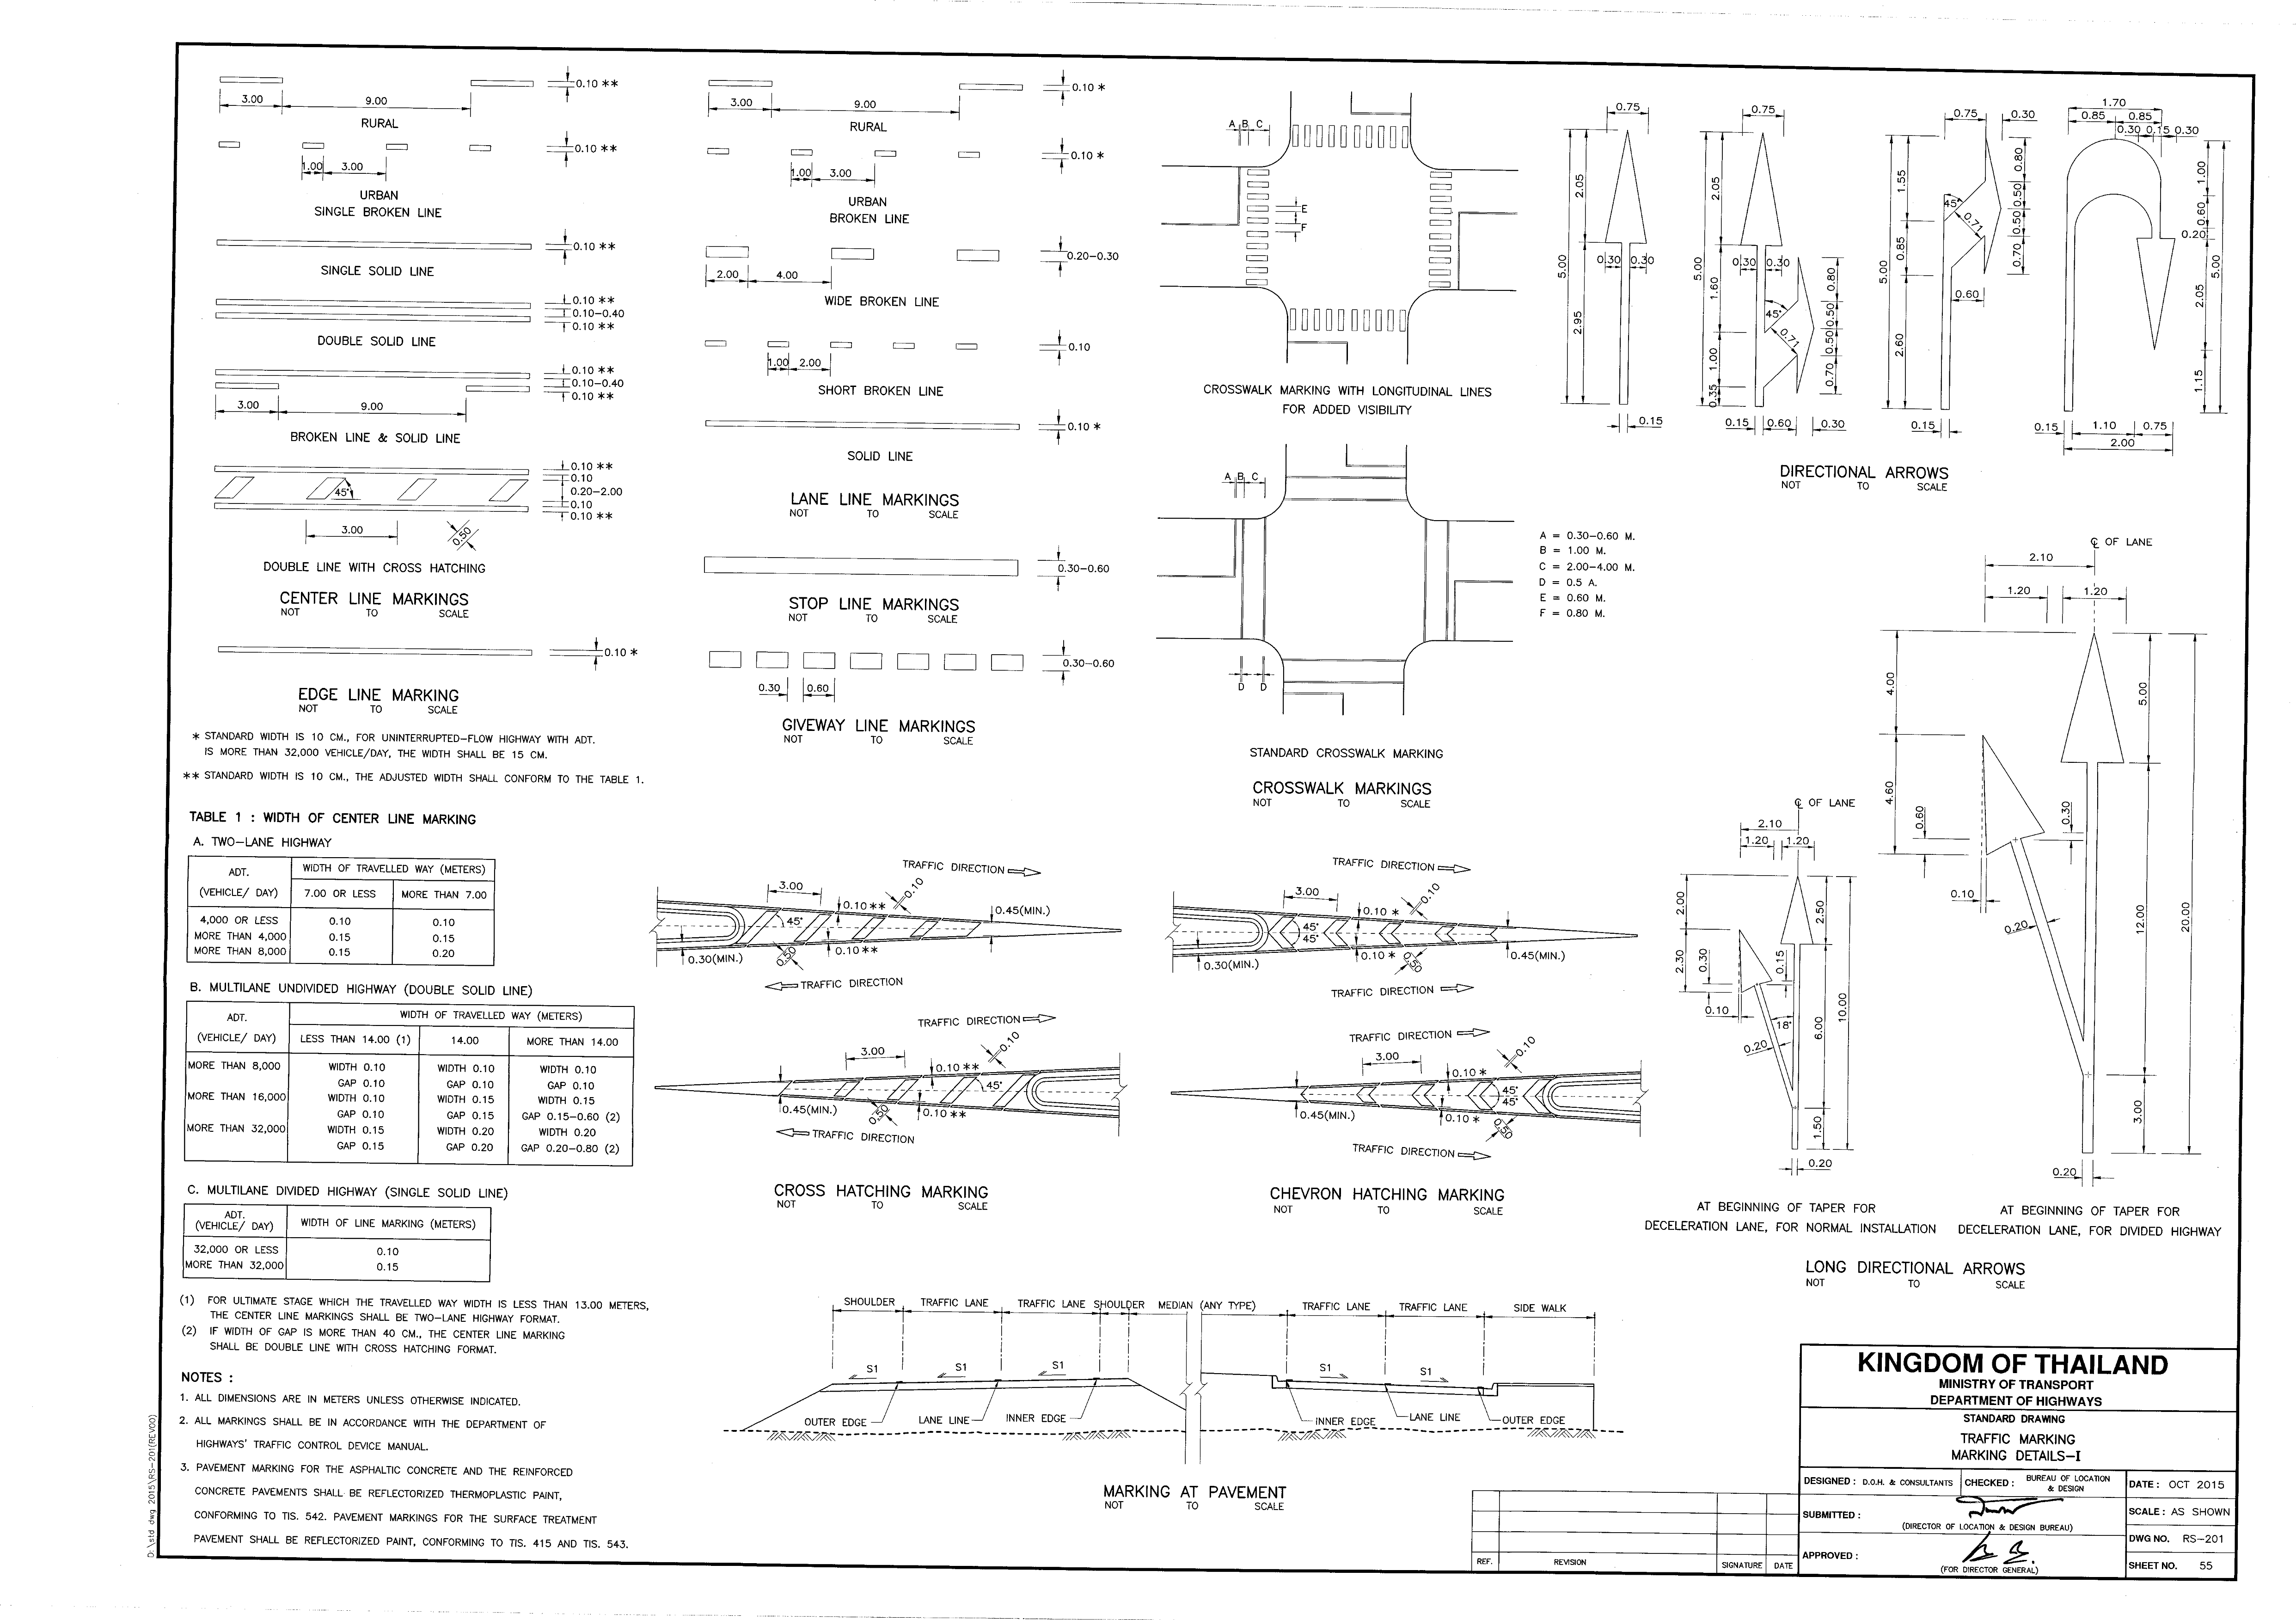 0.10 **
3.00
9.00
RURAL
0.10 **
1.00
3.00
URBAN
SINGLE BROKEN LINE
0.10 **
SINGLE SOLID LINE
0.10 **
0.10-0.40
0.10 **
DOUBLE SOLID LINE
0.10 **
0.10-0.40
0.10 **
3.00
9.00
BROKEN LINE & SOLID LINE
0.10 **
0.10
0.20-2.00
0.10
0.10 **
45°
3.00
0.50
DOUBLE LINE WITH CROSS HATCHING
CENTER LINE MARKINGS
NOT TO SCALE
0.10 *
EDGE LINE MARKING
NOT TO SCALE
* STANDARD WIDTH IS 10 CM., FOR UNINTERRUPTED-FLOW HIGHWAY WITH ADT.
IS MORE THAN 32,000 VEHICLE/DAY, THE WIDTH SHALL BE 15 CM.
** STANDARD WIDTH IS 10 CM., THE ADJUSTED WIDTH SHALL CONFORM TO THE TABLE 1.
TABLE 1 : WIDTH OF CENTER LINE MARKING
A. TWO-LANE HIGHWAY
ADT. (VEHICLE/ DAY)
WIDTH OF TRAVELLED WAY (METERS)
7.00 OR LESS MORE THAN 7.00
4,000 OR LESS 0.10 0.10
MORE THAN 4,000 0.15 0.15
MORE THAN 8,000 0.15 0.20
B. MULTILANE UNDIVIDED HIGHWAY (DOUBLE SOLID LINE)
ADT. (VEHICLE/ DAY)
WIDTH OF TRAVELLED WAY (METERS)
LESS THAN 14.00 (1) 14.00 MORE THAN 14.00
MORE THAN 8,000 WIDTH 0.10 WIDTH 0.10 WIDTH 0.10
GAP 0.10 GAP 0.10 GAP 0.10
MORE THAN 16,000 WIDTH 0.10 WIDTH 0.15 WIDTH 0.15
GAP 0.10 GAP 0.15 GAP 0.15-0.60 (2)
MORE THAN 32,000 WIDTH 0.15 WIDTH 0.20 WIDTH 0.20
GAP 0.15 GAP 0.20 GAP 0.20-0.80 (2)
C. MULTILANE DIVIDED HIGHWAY (SINGLE SOLID LINE)
ADT. (VEHICLE/ DAY)
WIDTH OF LINE MARKING (METERS)
32,000 OR LESS 0.10
MORE THAN 32,000 0.15
(1) FOR ULTIMATE STAGE WHICH THE TRAVELLED WAY WIDTH IS LESS THAN 13.00 METERS,
THE CENTER LINE MARKINGS SHALL BE TWO-LANE HIGHWAY FORMAT.
(2) IF WIDTH OF GAP IS MORE THAN 40 CM., THE CENTER LINE MARKING
SHALL BE DOUBLE LINE WITH CROSS HATCHING FORMAT.
NOTES :
1. ALL DIMENSIONS ARE IN METERS UNLESS OTHERWISE INDICATED.
2. ALL MARKINGS SHALL BE IN ACCORDANCE WITH THE DEPARTMENT OF
HIGHWAYS' TRAFFIC CONTROL DEVICE MANUAL.
3. PAVEMENT MARKING FOR THE ASPHALTIC CONCRETE AND THE REINFORCED
CONCRETE PAVEMENTS SHALL BE REFLECTORIZED THERMOPLASTIC PAINT,
CONFORMING TO TIS. 542. PAVEMENT MARKINGS FOR THE SURFACE TREATMENT
PAVEMENT SHALL BE REFLECTORIZED PAINT, CONFORMING TO TIS. 415 AND TIS. 543.
D:\std dwg 2015\RS-201(REV00)
0.10 *
3.00
9.00
RURAL
0.10 *
1.00
3.00
URBAN
BROKEN LINE
0.20-0.30
2.00
4.00
WIDE BROKEN LINE
0.10
1.00
2.00
SHORT BROKEN LINE
0.10 *
SOLID LINE
LANE LINE MARKINGS
NOT TO SCALE
0.30-0.60
STOP LINE MARKINGS
NOT TO SCALE
0.30-0.60
0.30
0.60
GIVEWAY LINE MARKINGS
NOT TO SCALE
A B C
E
F
CROSSWALK MARKING WITH LONGITUDINAL LINES
FOR ADDED VISIBILITY
A B C
D D
A = 0.30-0.60 M.
B = 1.00 M.
C = 2.00-4.00 M.
D = 0.5 A.
E = 0.60 M.
F = 0.80 M.
STANDARD CROSSWALK MARKING
CROSSWALK MARKINGS
NOT TO SCALE
0.75
5.00
2.05
2.95
0.30 0.30
0.15
0.75
5.00
2.05
1.60
1.00
0.35
0.30 0.30
45°
0.71
0.80
0.50
0.50
0.70
0.15 0.60 0.30
0.75 0.30
5.00
1.55
0.85
2.60
45°
0.71
0.60
0.80
0.50
0.50
0.70
0.15
1.70
0.85 0.85
0.30 0.15 0.30
1.00
0.60
0.20
2.05
1.15
5.00
0.15 1.10 0.75
2.00
DIRECTIONAL ARROWS
NOT TO SCALE
TRAFFIC DIRECTION
3.00
0.10
0.10 **
45°
0.45(MIN.)
0.30(MIN.)
0.50
0.10 **
TRAFFIC DIRECTION
TRAFFIC DIRECTION
3.00
0.10
0.10 **
45°
0.45(MIN.)
0.50
0.10 **
TRAFFIC DIRECTION
CROSS HATCHING MARKING
NOT TO SCALE
TRAFFIC DIRECTION
3.00
0.10
0.10 *
45°
45°
0.30(MIN.)
0.10 *
0.50
0.45(MIN.)
TRAFFIC DIRECTION
TRAFFIC DIRECTION
3.00
0.10
0.10 *
45°
45°
0.45(MIN.)
0.10 *
0.50
TRAFFIC DIRECTION
CHEVRON HATCHING MARKING
NOT TO SCALE
℄ OF LANE
2.10
1.20 1.20
2.00
2.30
0.30
0.15
0.10
18°
0.20
2.50
6.00
1.50
10.00
0.20
AT BEGINNING OF TAPER FOR
DECELERATION LANE, FOR NORMAL INSTALLATION
℄ OF LANE
2.10
1.20 1.20
4.00
4.60
0.60
0.30
0.10
0.20
5.00
12.00
3.00
20.00
0.20
AT BEGINNING OF TAPER FOR
DECELERATION LANE, FOR DIVIDED HIGHWAY
LONG DIRECTIONAL ARROWS
NOT TO SCALE
SHOULDER TRAFFIC LANE TRAFFIC LANE SHOULDER MEDIAN (ANY TYPE) TRAFFIC LANE TRAFFIC LANE SIDE WALK
S1 S1 S1 S1 S1
OUTER EDGE LANE LINE INNER EDGE INNER EDGE LANE LINE OUTER EDGE
MARKING AT PAVEMENT
NOT TO SCALE
REF. REVISION SIGNATURE DATE
KINGDOM OF THAILAND
MINISTRY OF TRANSPORT
DEPARTMENT OF HIGHWAYS
STANDARD DRAWING
TRAFFIC MARKING
MARKING DETAILS-I
DESIGNED : D.O.H. & CONSULTANTS
CHECKED : BUREAU OF LOCATION & DESIGN
DATE : OCT 2015
SUBMITTED :
(DIRECTOR OF LOCATION & DESIGN BUREAU)
SCALE : AS SHOWN
DWG NO. RS-201
APPROVED :
(FOR DIRECTOR GENERAL)
SHEET NO. 55